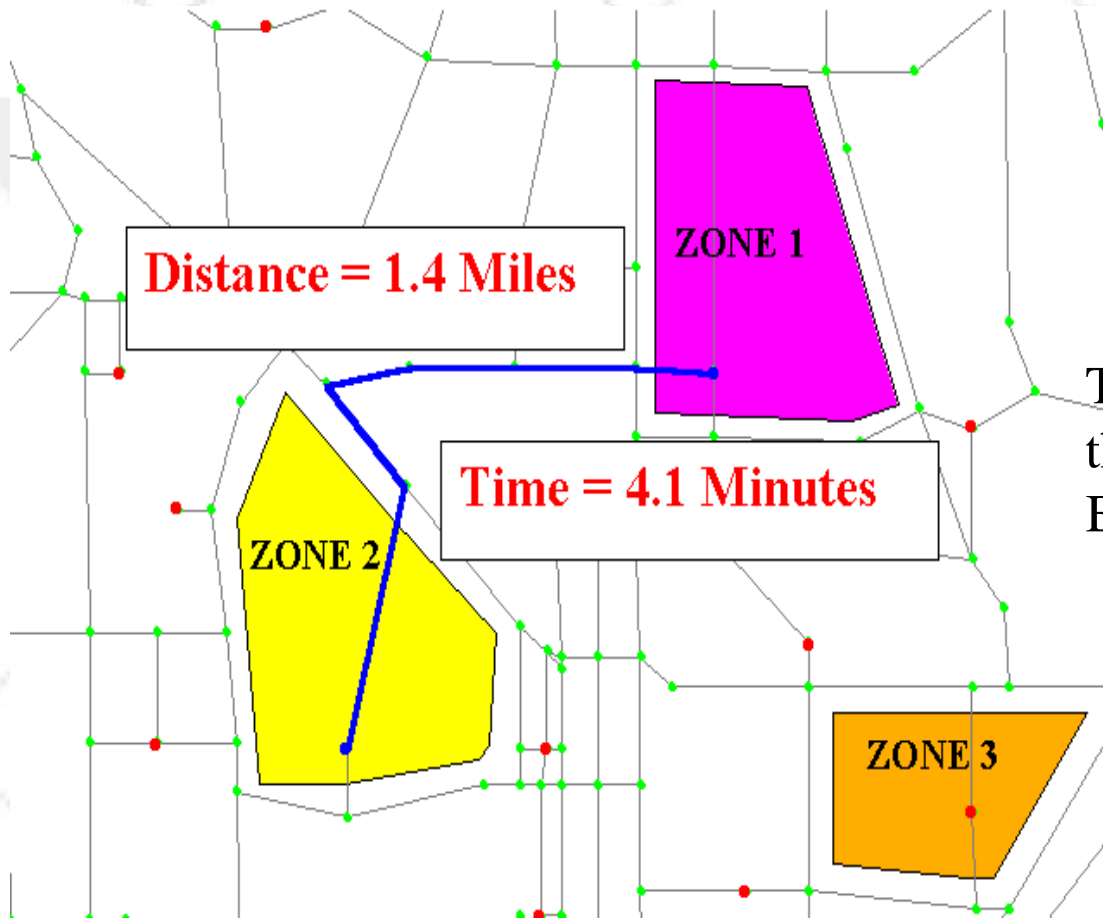 ZONE 1
Distance = 1.4 Miles
Time = 4.1 Minutes
ZONE 2
ZONE 3